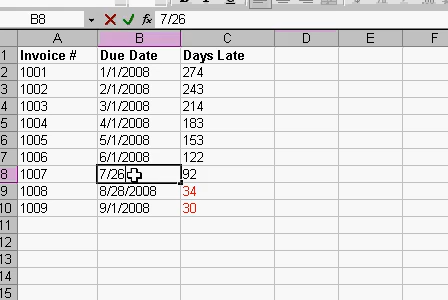 B8 7/26
A B C D E F
1 Invoice # Due Date Days Late
2 1001 1/1/2008 274
3 1002 2/1/2008 243
4 1003 3/1/2008 214
5 1004 4/1/2008 183
6 1005 5/1/2008 153
7 1006 6/1/2008 122
8 1007 7/26 92
9 1008 8/28/2008 34
10 1009 9/1/2008 30
11
12
13
14
15